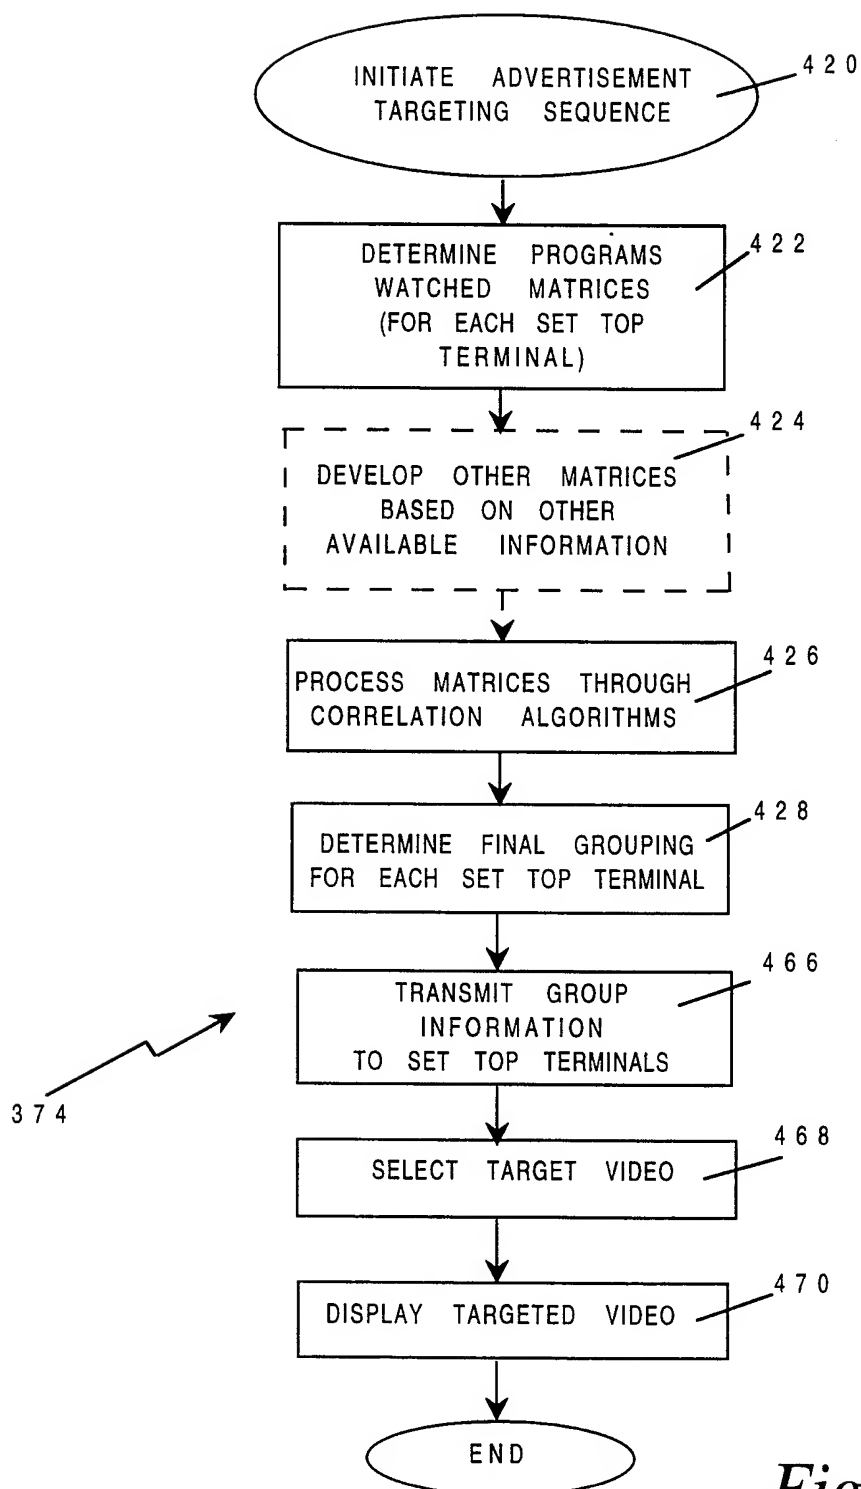 INITIATE ADVERTISEMENT
TARGETING SEQUENCE
420
DETERMINE PROGRAMS
WATCHED MATRICES
(FOR EACH SET TOP
TERMINAL)
422
DEVELOP OTHER MATRICES
BASED ON OTHER
AVAILABLE INFORMATION
424
PROCESS MATRICES THROUGH
CORRELATION ALGORITHMS
426
DETERMINE FINAL GROUPING
FOR EACH SET TOP TERMINAL
428
TRANSMIT GROUP
INFORMATION
TO SET TOP TERMINALS
466
374
SELECT TARGET VIDEO
468
DISPLAY TARGETED VIDEO
470
END
Fig